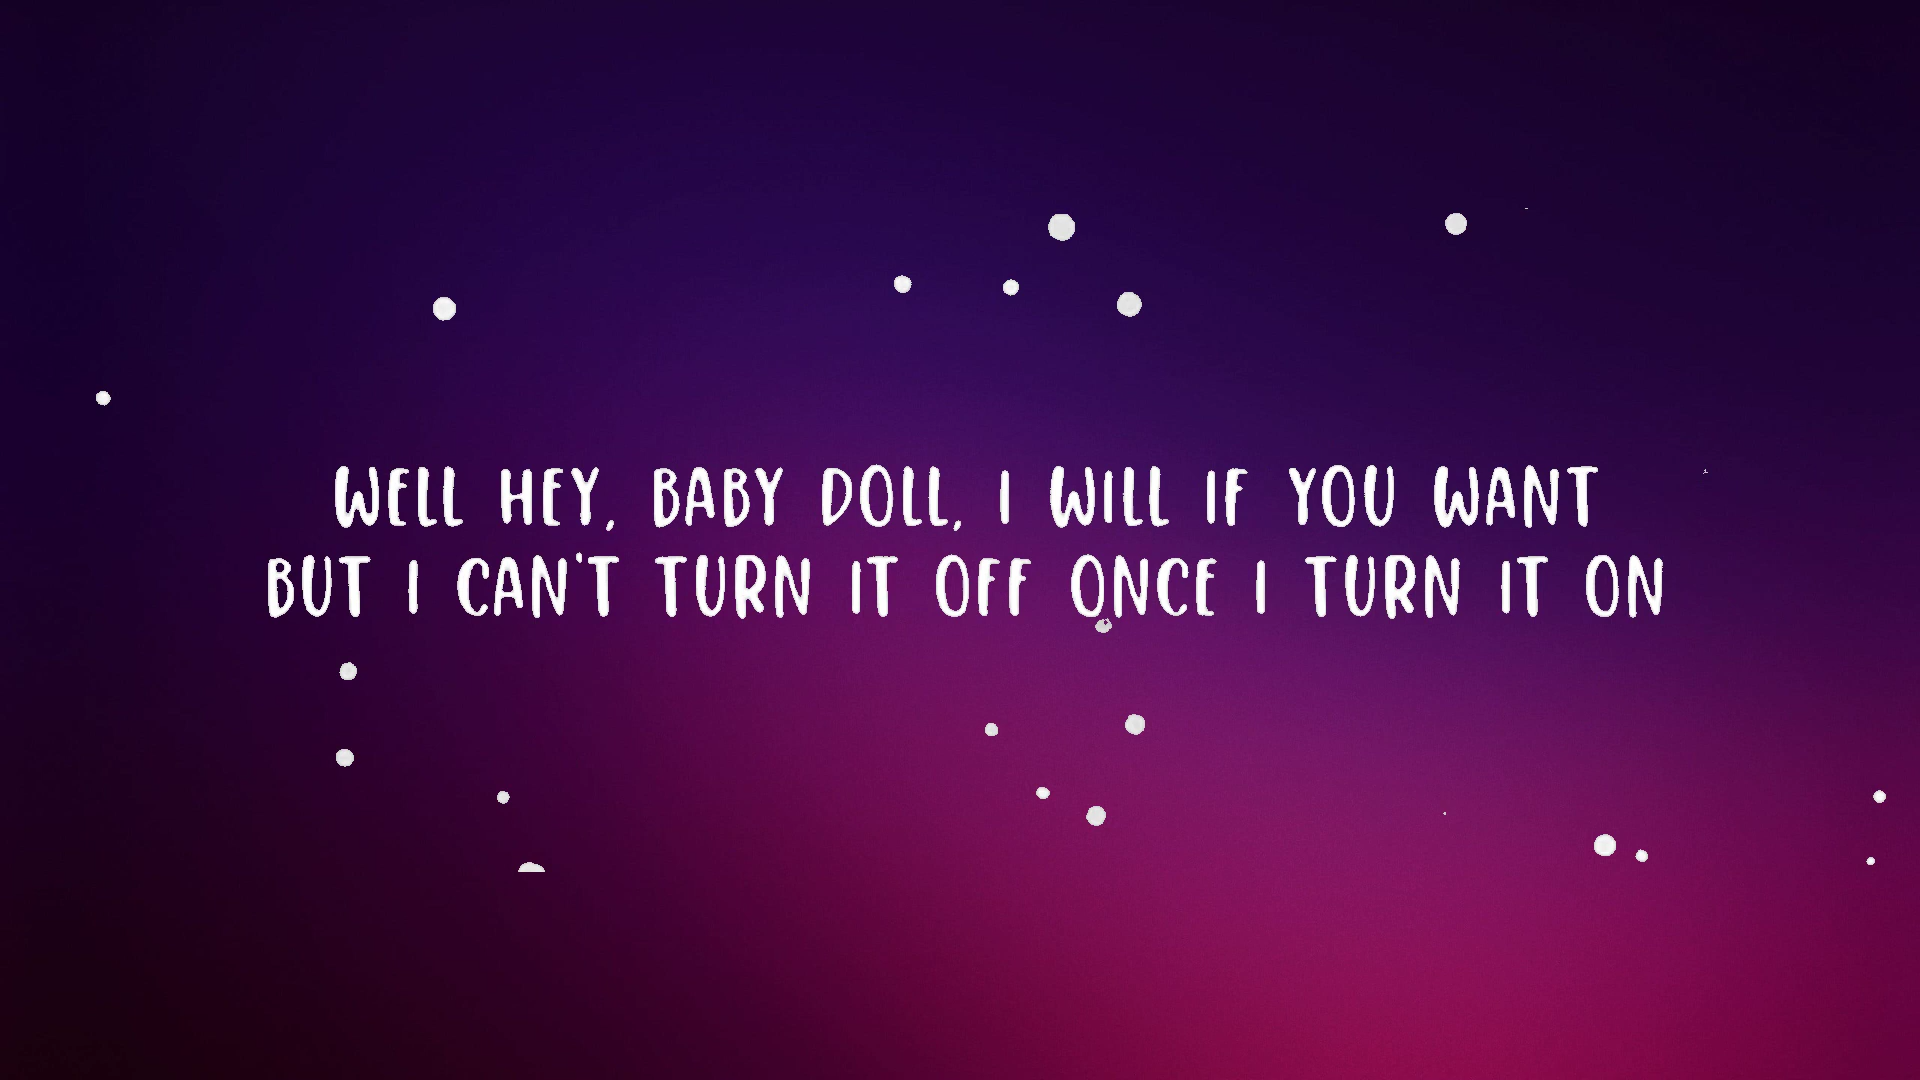 WELL HEY, BABY DOLL, I WILL IF YOU WANT
BUT I CAN'T TURN IT OFF ONCE I TURN IT ON